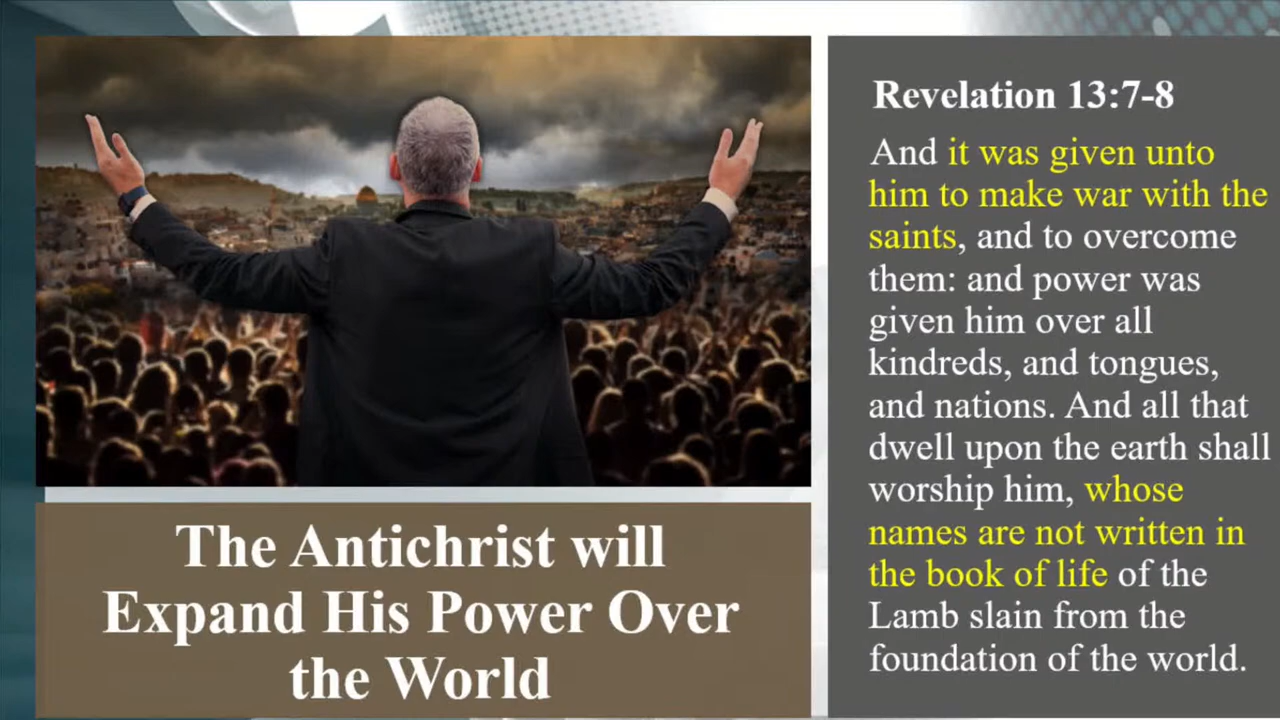 The Antichrist will
Expand His Power Over
the World
Revelation 13:7-8
And it was given unto
him to make war with the
saints, and to overcome
them: and power was
given him over all
kindreds, and tongues,
and nations. And all that
dwell upon the earth shall
worship him, whose
names are not written in
the book of life of the
Lamb slain from the
foundation of the world.